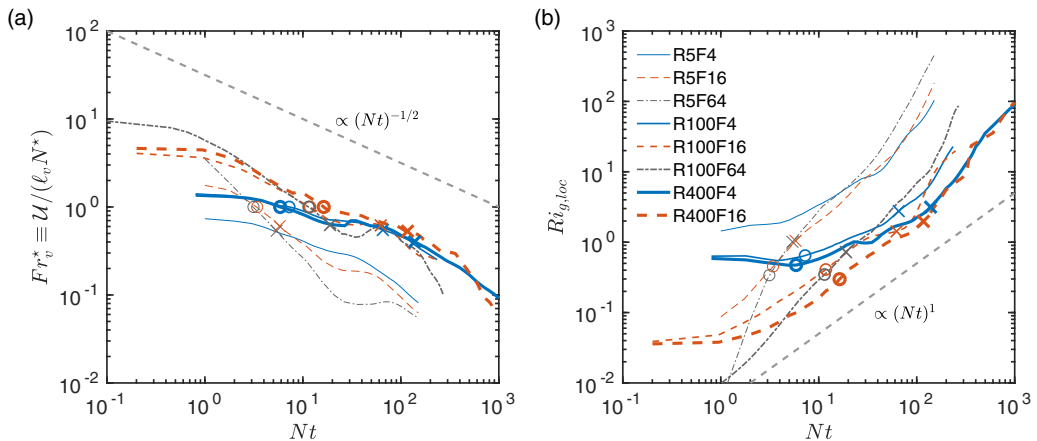 (a)
10^2
10^1
10^0
10^-1
10^-2
10^-1
10^0
10^1
10^2
10^3
Fr_v^* ≡ 𝒰/(ℓ_v N^*)
Nt
∝ (Nt)^{-1/2}
(b)
10^3
10^2
10^1
10^0
10^-1
10^-2
10^-1
10^0
10^1
10^2
10^3
Ri_{g,loc}
Nt
R5F4
R5F16
R5F64
R100F4
R100F16
R100F64
R400F4
R400F16
∝ (Nt)^1